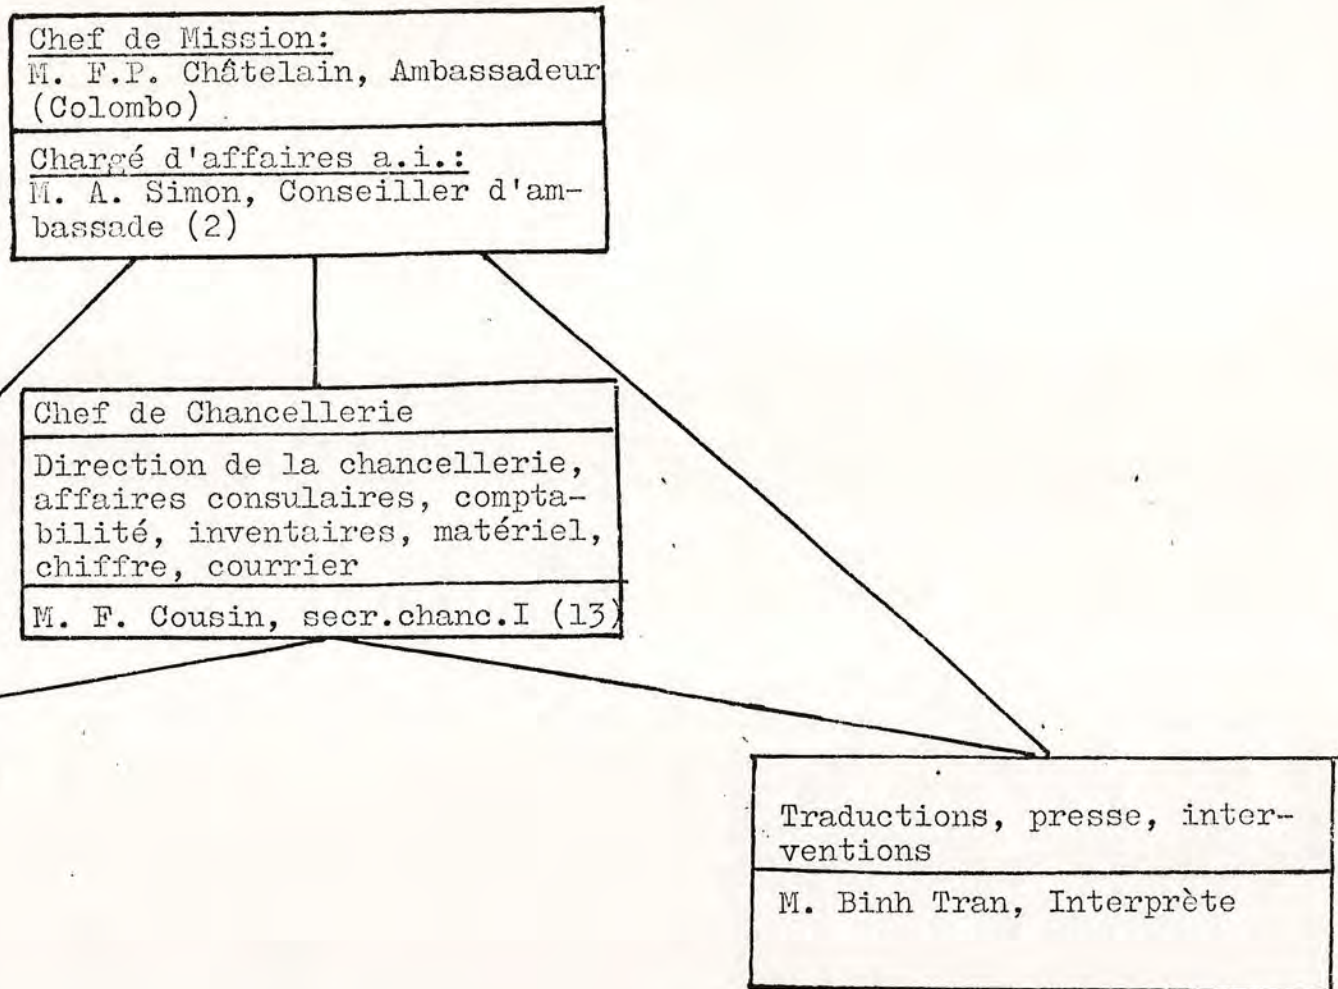 Chef de Mission:
M. F.P. Châtelain, Ambassadeur
(Colombo)
Chargé d'affaires a.i.:
M. A. Simon, Conseiller d'am-
bassade (2)
Chef de Chancellerie
Direction de la chancellerie,
affaires consulaires, compta-
bilité, inventaires, matériel,
chiffre, courrier
M. F. Cousin, secr.chanc.I (13)
Traductions, presse, inter-
ventions
M. Binh Tran, Interprète